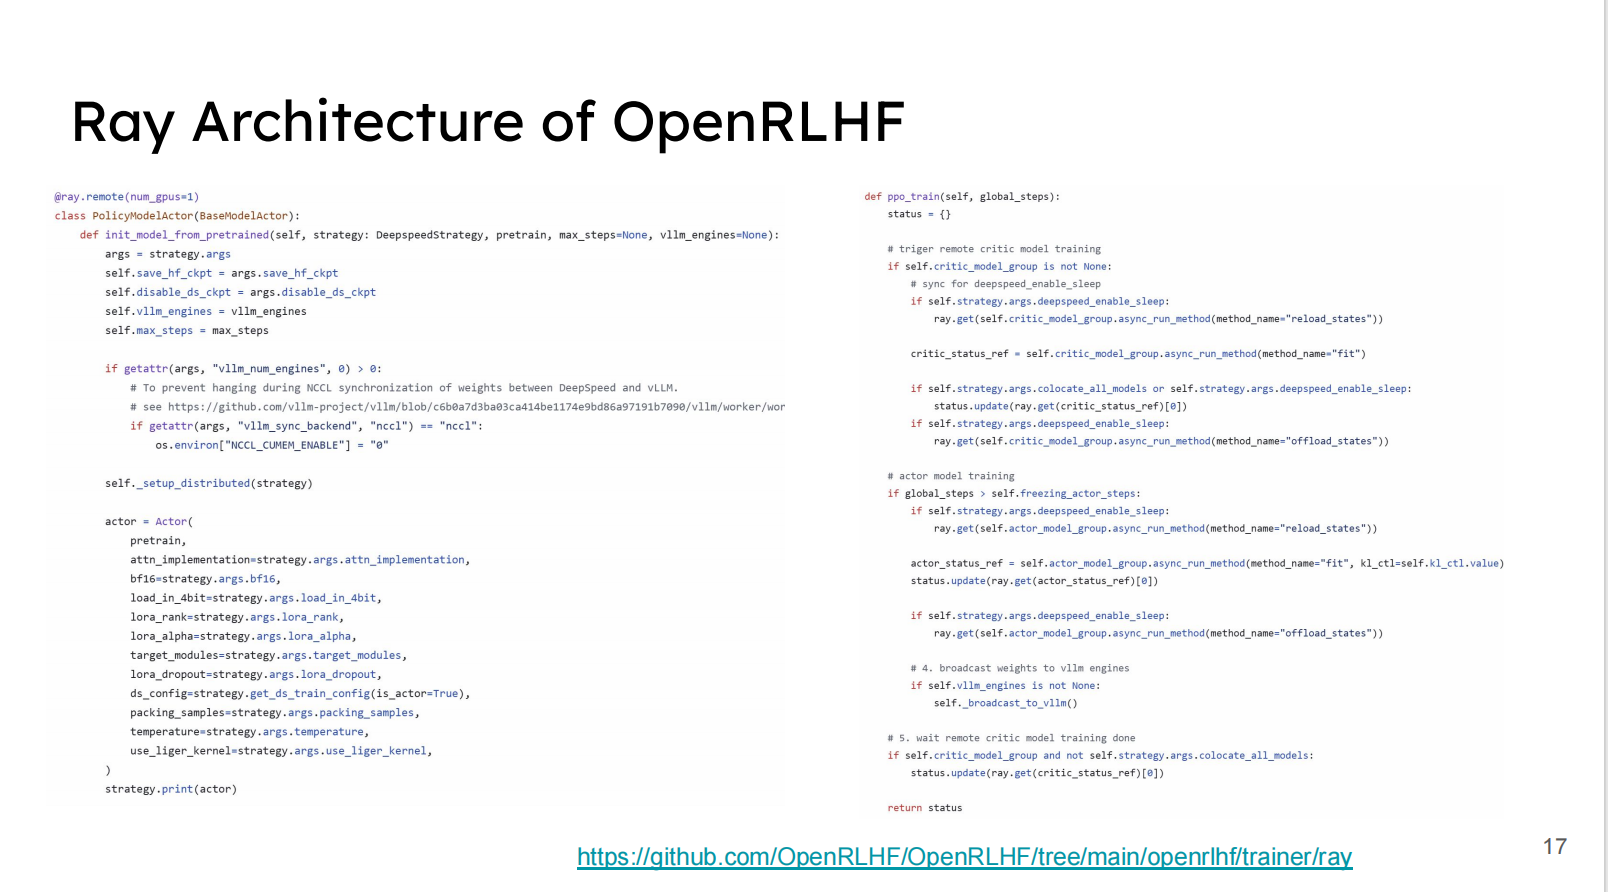 Ray Architecture of OpenRLHF
@ray.remote(num_gpus=1)
class PolicyModelActor(BaseModelActor):
    def init_model_from_pretrained(self, strategy: DeepspeedStrategy, pretrain, max_steps=None, vllm_engines=None):
        args = strategy.args
        self.save_hf_ckpt = args.save_hf_ckpt
        self.disable_ds_ckpt = args.disable_ds_ckpt
        self.vllm_engines = vllm_engines
        self.max_steps = max_steps
        if getattr(args, "vllm_num_engines", 0) > 0:
            # To prevent hanging during NCCL synchronization of weights between DeepSpeed and vLLM.
            # see https://github.com/vllm-project/vllm/blob/c6b0a7d3ba03ca414be1174e9bd86a97191b7090/vllm/worker/wor
            if getattr(args, "vllm_sync_backend", "nccl") == "nccl":
                os.environ["NCCL_CUMEM_ENABLE"] = "0"
        self._setup_distributed(strategy)
        actor = Actor(
            pretrain,
            attn_implementation=strategy.args.attn_implementation,
            bf16=strategy.args.bf16,
            load_in_4bit=strategy.args.load_in_4bit,
            lora_rank=strategy.args.lora_rank,
            lora_alpha=strategy.args.lora_alpha,
            target_modules=strategy.args.target_modules,
            lora_dropout=strategy.args.lora_dropout,
            ds_config=strategy.get_ds_train_config(is_actor=True),
            packing_samples=strategy.args.packing_samples,
            temperature=strategy.args.temperature,
            use_liger_kernel=strategy.args.use_liger_kernel,
        )
        strategy.print(actor)
def ppo_train(self, global_steps):
    status = {}
    # triger remote critic model training
    if self.critic_model_group is not None:
        # sync for deepspeed_enable_sleep
        if self.strategy.args.deepspeed_enable_sleep:
            ray.get(self.critic_model_group.async_run_method(method_name="reload_states"))
        critic_status_ref = self.critic_model_group.async_run_method(method_name="fit")
        if self.strategy.args.colocate_all_models or self.strategy.args.deepspeed_enable_sleep:
            status.update(ray.get(critic_status_ref)[0])
        if self.strategy.args.deepspeed_enable_sleep:
            ray.get(self.critic_model_group.async_run_method(method_name="offload_states"))
    # actor model training
    if global_steps > self.freezing_actor_steps:
        if self.strategy.args.deepspeed_enable_sleep:
            ray.get(self.actor_model_group.async_run_method(method_name="reload_states"))
        actor_status_ref = self.actor_model_group.async_run_method(method_name="fit", kl_ctl=self.kl_ctl.value)
        status.update(ray.get(actor_status_ref)[0])
        if self.strategy.args.deepspeed_enable_sleep:
            ray.get(self.actor_model_group.async_run_method(method_name="offload_states"))
        # 4. broadcast weights to vllm engines
        if self.vllm_engines is not None:
            self._broadcast_to_vllm()
    # 5. wait remote critic model training done
    if self.critic_model_group and not self.strategy.args.colocate_all_models:
        status.update(ray.get(critic_status_ref)[0])
    return status
https://github.com/OpenRLHF/OpenRLHF/tree/main/openrlhf/trainer/ray
17